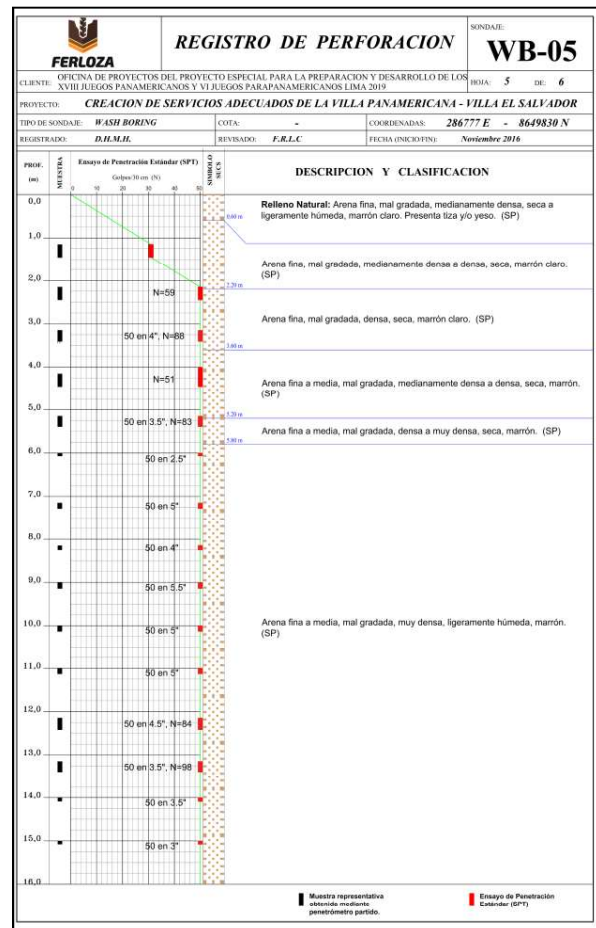 FERLOZA
REGISTRO DE PERFORACION
SONDAJE:
WB-05
CLIENTE: OFICINA DE PROYECTOS DEL PROYECTO ESPECIAL PARA LA PREPARACION Y DESARROLLO DE LOS
XVIII JUEGOS PANAMERICANOS Y VI JUEGOS PARAPANAMERICANOS LIMA 2019
HOJA: 5 DE: 6
PROYECTO: CREACION DE SERVICIOS ADECUADOS DE LA VILLA PANAMERICANA - VILLA EL SALVADOR
TIPO DE SONDAJE: WASH BORING COTA: - COORDENADAS: 286777 E - 8649830 N
REGISTRADO: D.H.M.H. REVISADO: F.R.L.C FECHA (INICIO/FIN): Noviembre 2016
PROF. (m)
MUESTRA
Ensayo de Penetración Estándar (SPT)
Golpes/30 cm (N)
0 10 20 30 40 50
SIMBOLO SUCS
DESCRIPCION Y CLASIFICACION
0,0
Relleno Natural: Arena fina, mal gradada, medianamente densa, seca a
ligeramente húmeda, marrón claro. Presenta tiza y/o yeso. (SP)
0.60 m
1,0
Arena fina, mal gradada, medianamente densa a densa, seca, marrón claro.
(SP)
2,0
2.20 m
N=59
Arena fina, mal gradada, densa, seca, marrón claro. (SP)
3,0
50 en 4", N=88
3.60 m
4,0
N=51
Arena fina a media, mal gradada, medianamente densa a densa, seca, marrón.
(SP)
5,0
5.20 m
50 en 3.5", N=83
Arena fina a media, mal gradada, densa a muy densa, seca, marrón. (SP)
5.80 m
6,0
50 en 2.5"
7,0
50 en 5"
8,0
50 en 4"
9,0
50 en 5.5"
10,0
50 en 5"
Arena fina a media, mal gradada, muy densa, ligeramente húmeda, marrón.
(SP)
11,0
50 en 5"
12,0
50 en 4.5", N=84
13,0
50 en 3.5", N=98
14,0
50 en 3.5"
15,0
50 en 3"
16,0
Muestra representativa
obtenida mediante
penetrómetro partido.
Ensayo de Penetración
Estándar (SPT)